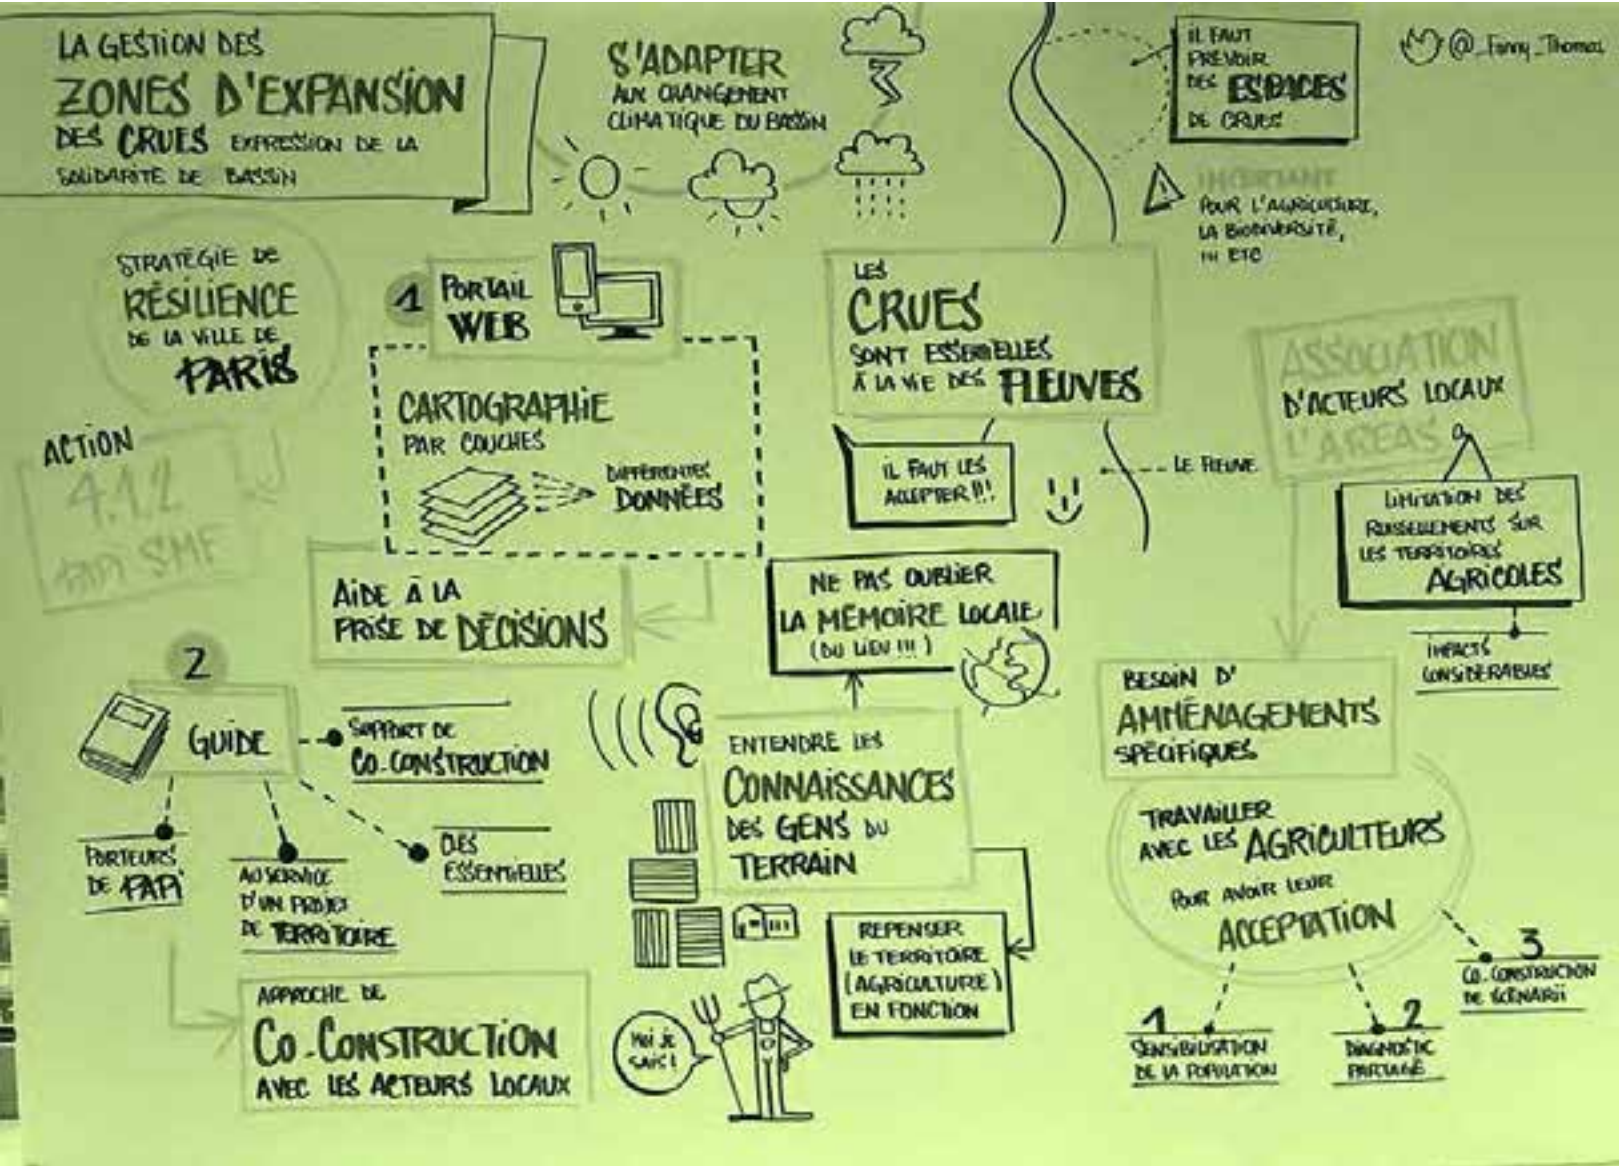 LA GESTION DES
ZONES D'EXPANSION
DES CRUES EXPRESSION DE LA
SOLIDARITÉ DE BASSIN
S'ADAPTER
AUX CHANGEMENT
CLIMATIQUE DU BASSIN
IL FAUT
PREVOIR
DES ESPACES
DE CRUES
@_Fanny_Thomas
IMPORTANT
POUR L'AGRICULTURE,
LA BIODIVERSITÉ,
!!! ETC
STRATÉGIE DE
RÉSILIENCE
DE LA VILLE DE
PARIS
ACTION
4.1.2
PAPI SMF
1 PORTAIL
WEB
CARTOGRAPHIE
PAR COUCHES
DIFFÉRENTES
DONNÉES
AIDE À LA
PRISE DE DÉCISIONS
LES
CRUES
SONT ESSENTIELLES
À LA VIE DES FLEUVES
IL FAUT LES
ACCEPTER !!!
LE FLEUVE
NE PAS OUBLIER
LA MÉMOIRE LOCALE
(DU LIEU !!!)
ASSOCIATION
D'ACTEURS LOCAUX
L'AREAS
LIMITATION DES
RUISSELLEMENTS SUR
LES TERRITOIRES
AGRICOLES
IMPACTS
CONSIDÉRABLES
2
GUIDE
SUPPORT DE
CO-CONSTRUCTION
CLÉS
ESSENTIELLES
AU SERVICE
D'UN PROJET
DE TERRITOIRE
PORTEURS
DE PAPI
APPROCHE DE
CO-CONSTRUCTION
AVEC LES ACTEURS LOCAUX
ENTENDRE LES
CONNAISSANCES
DES GENS DU
TERRAIN
REPENSER
LE TERRITOIRE
(AGRICULTURE)
EN FONCTION
MOI JE
SAIS !
BESOIN D'
AMMÉNAGEMENTS
SPÉCIFIQUES
TRAVAILLER
AVEC LES AGRICULTEURS
POUR AVOIR LEUR
ACCEPTATION
1
SENSIBILISATION
DE LA POPULATION
2
DIAGNOSTIC
PARTAGÉ
3
CO-CONSTRUCTION
DE SCÉNARII